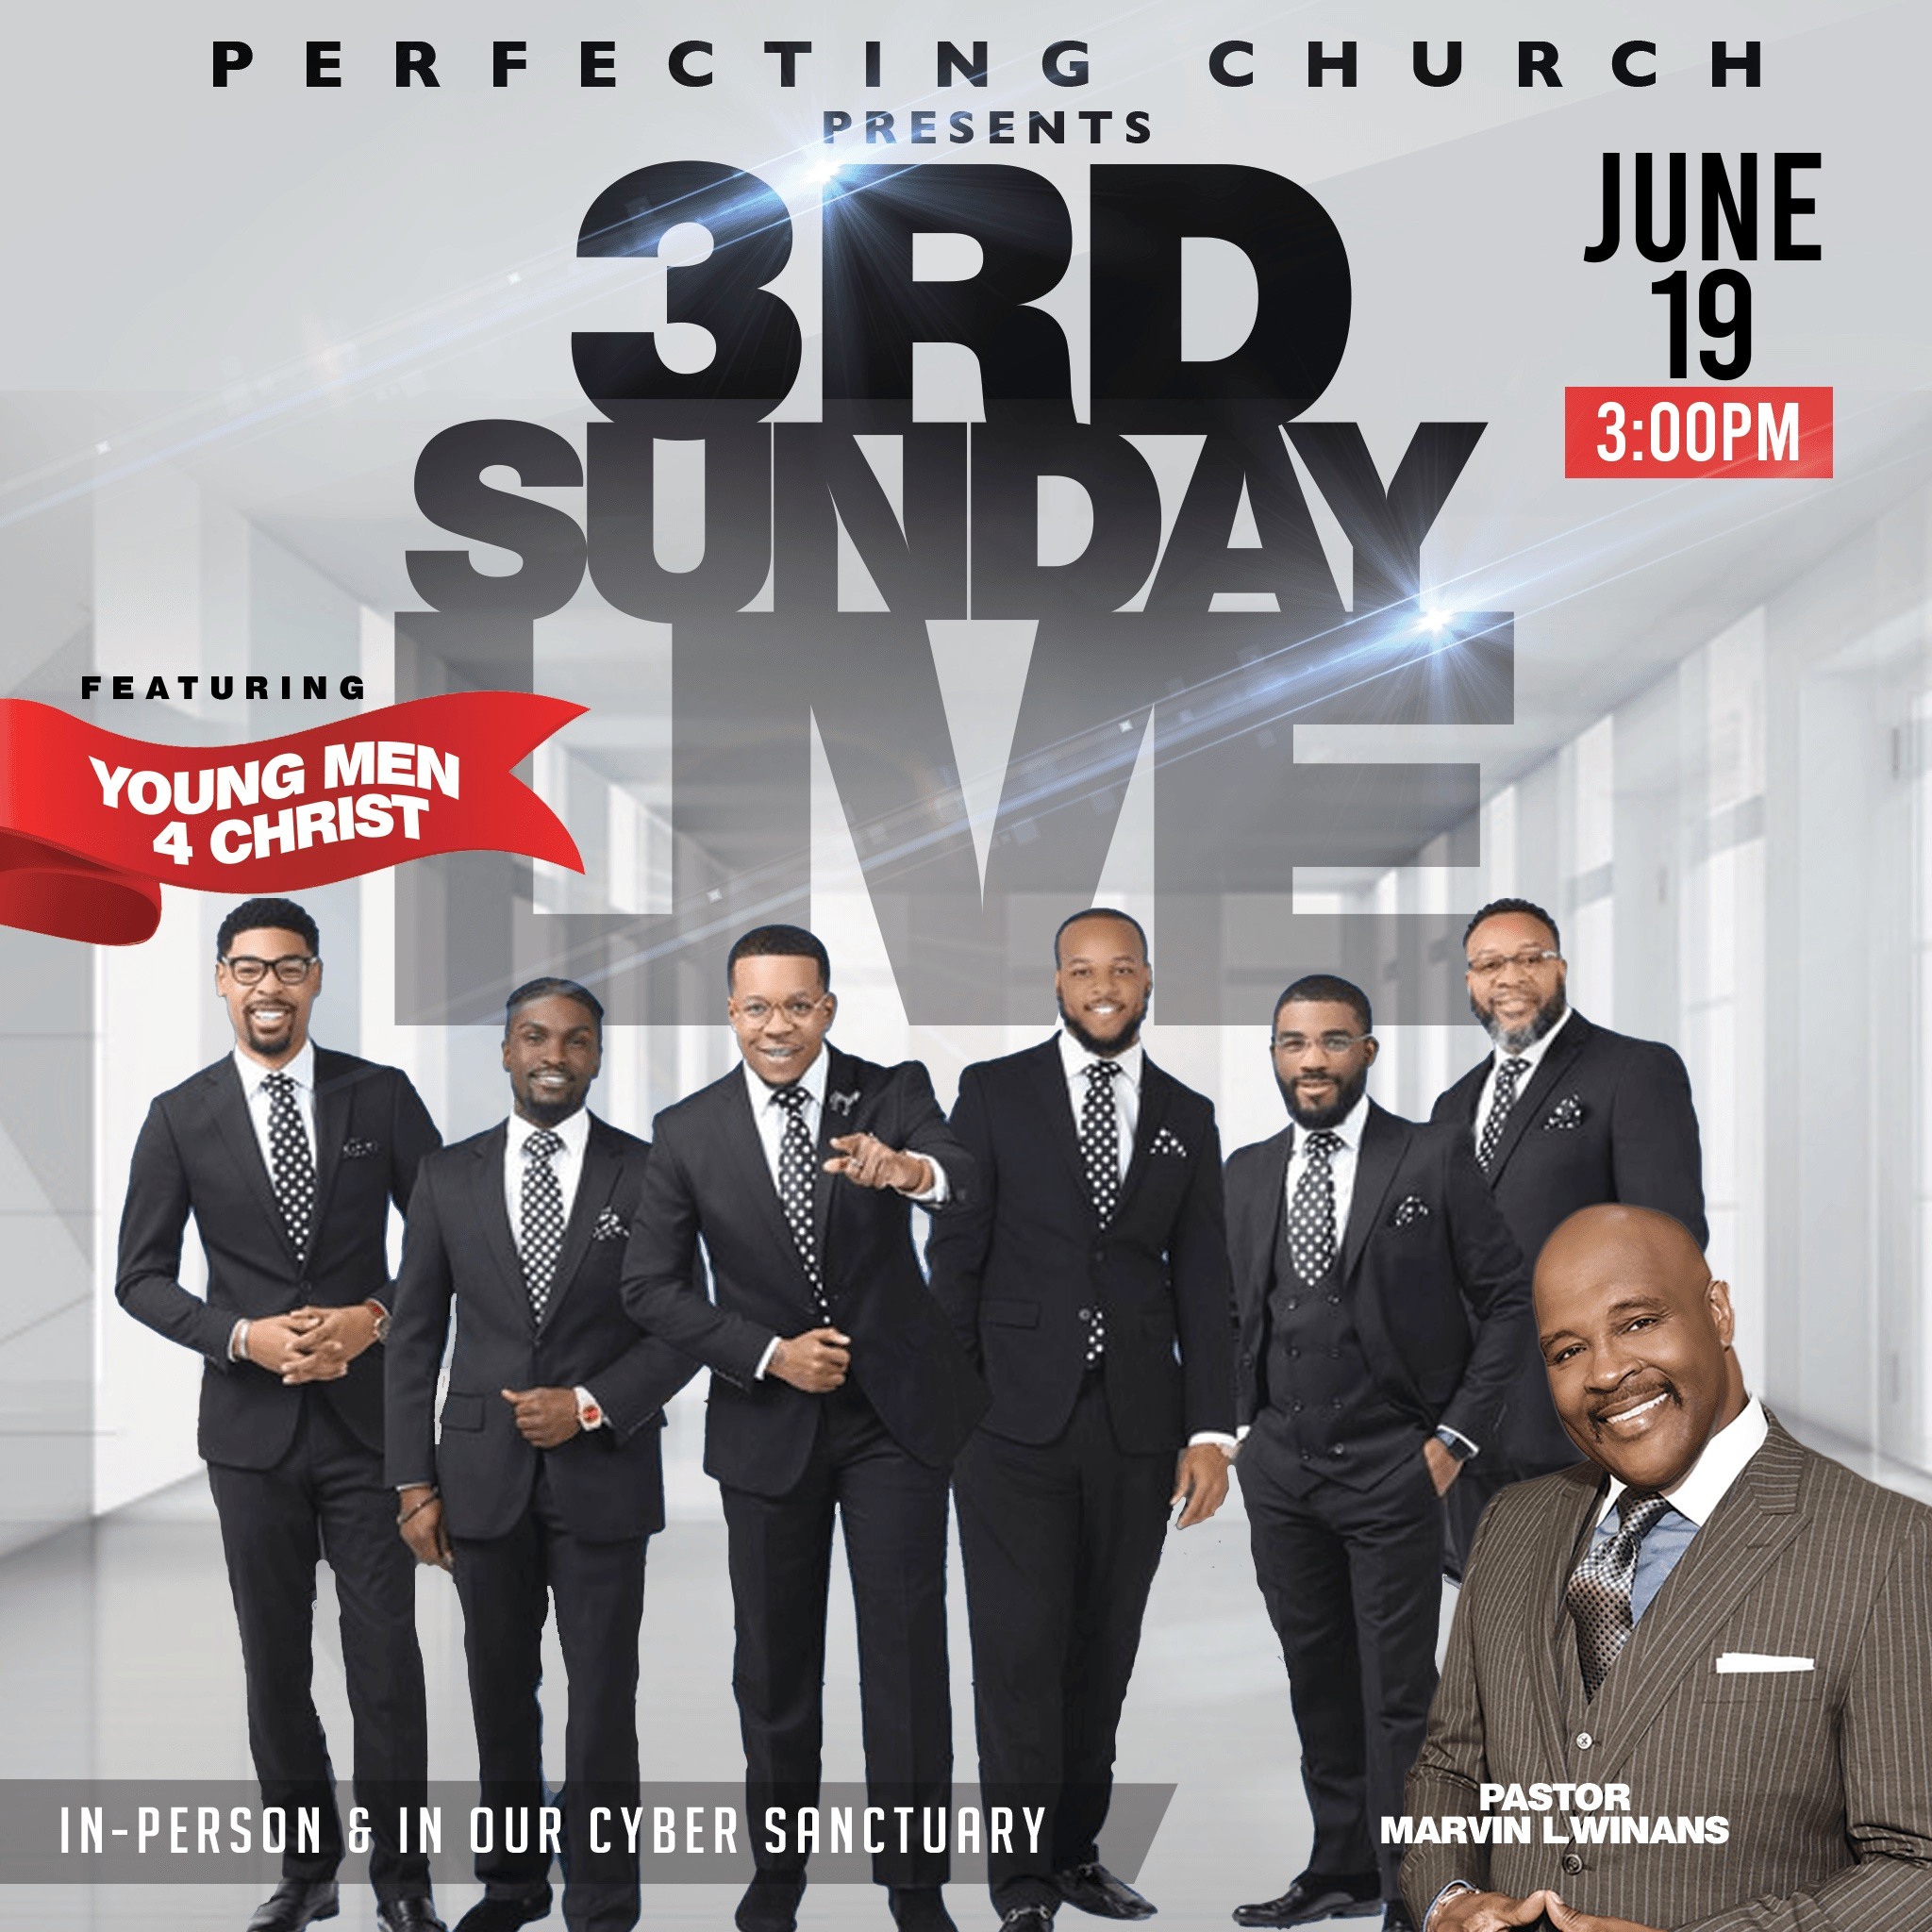 PERFECTING CHURCH
PRESENTS
3RD
SUNDAY
LIVE
JUNE
19
3:00PM
FEATURING
YOUNG MEN
4 CHRIST
IN-PERSON & IN OUR CYBER SANCTUARY
PASTOR
MARVIN L.WINANS